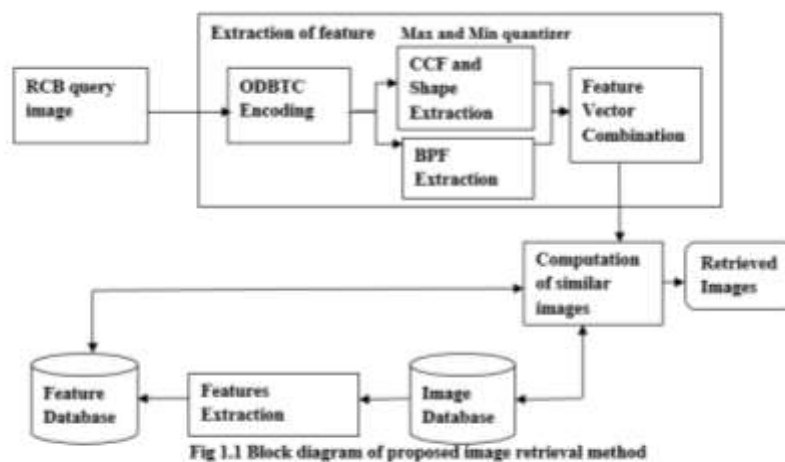 Extraction of feature
Max and Min quantizer
RCB query
image
ODBTC
Encoding
CCF and
Shape
Extraction
BPF
Extraction
Feature
Vector
Combination
Computation
of similar
images
Retrieved
Images
Feature
Database
Features
Extraction
Image
Database
Fig 1.1 Block diagram of proposed image retrieval method